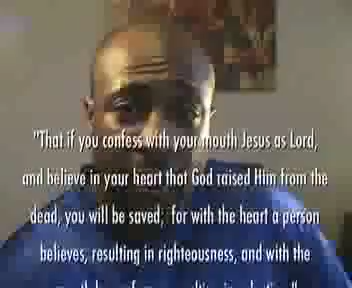 "That if you confess with your mouth Jesus as Lord,
and believe in your heart that God raised Him from the
dead, you will be saved; for with the heart a person
believes, resulting in righteousness, and with the